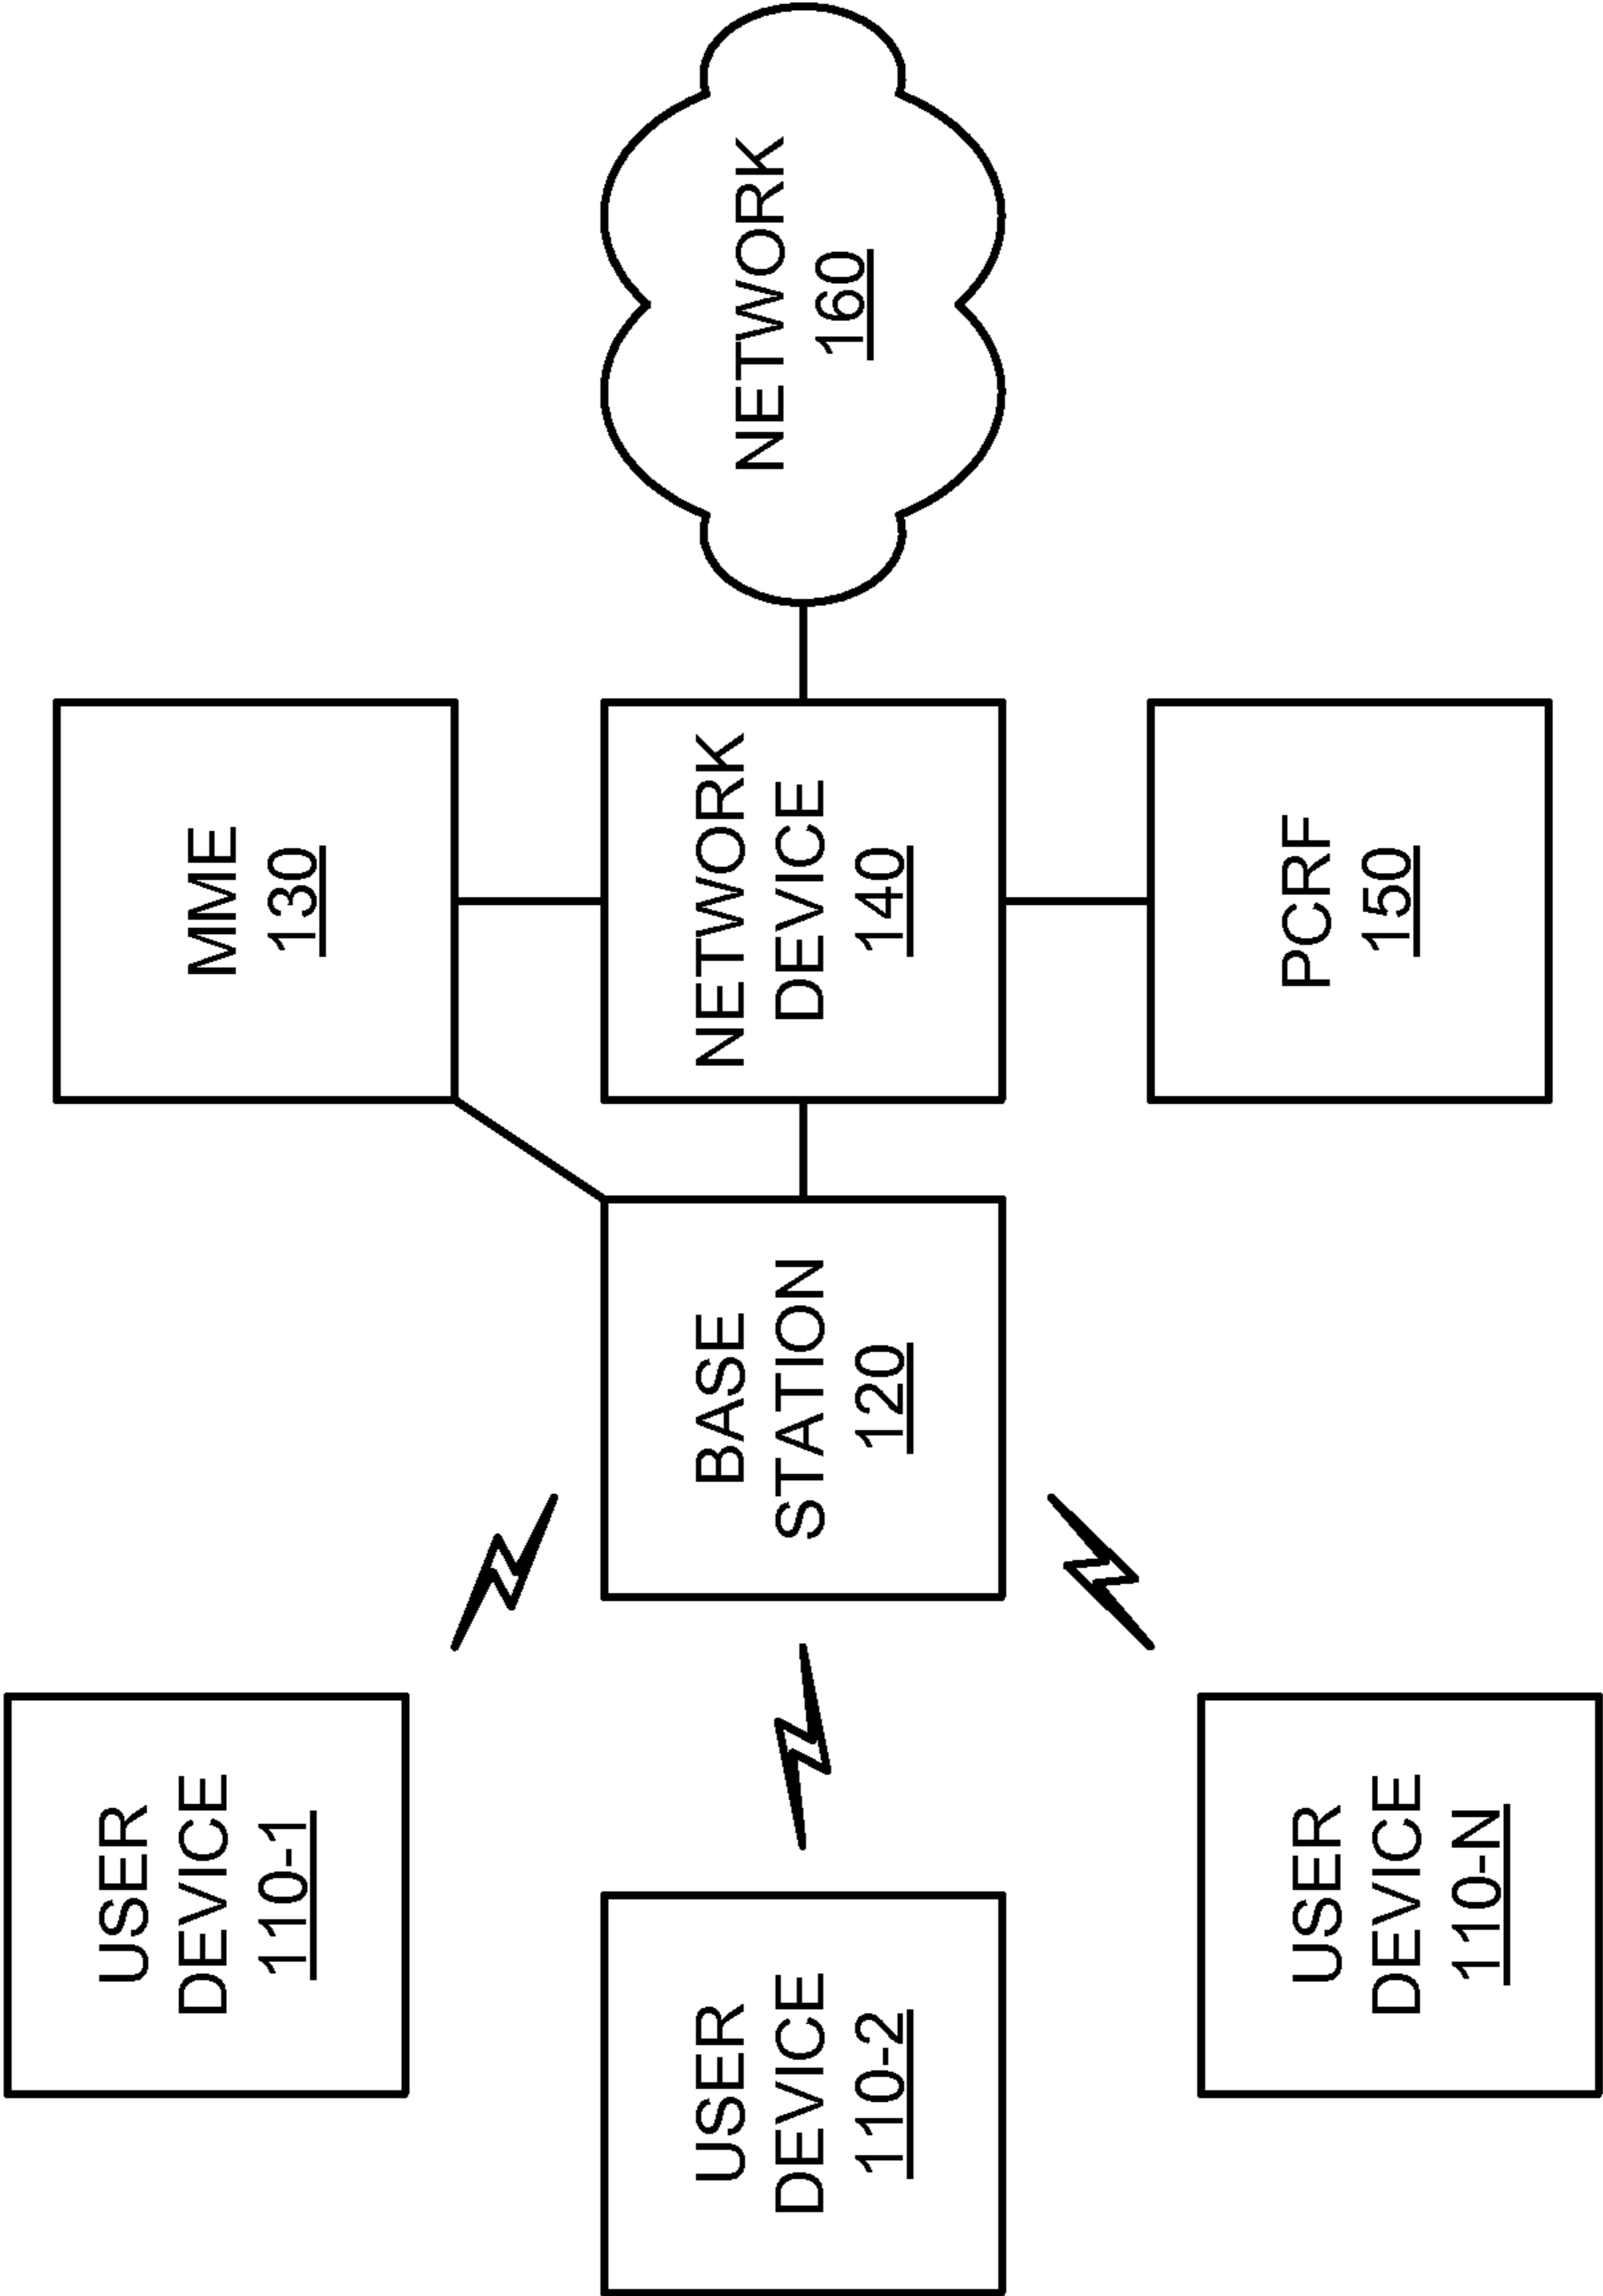 USER
DEVICE
110-1
USER
DEVICE
110-2
USER
DEVICE
110-N
BASE
STATION
120
MME
130
NETWORK
DEVICE
140
PCRF
150
NETWORK
160